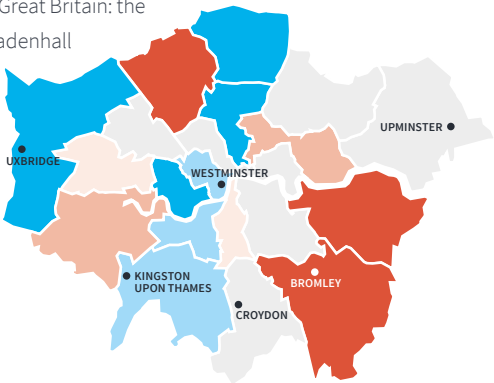 Great Britain: the
adenhall
UPMINSTER
UXBRIDGE
WESTMINSTER
KINGSTON
UPON THAMES
BROMLEY
CROYDON